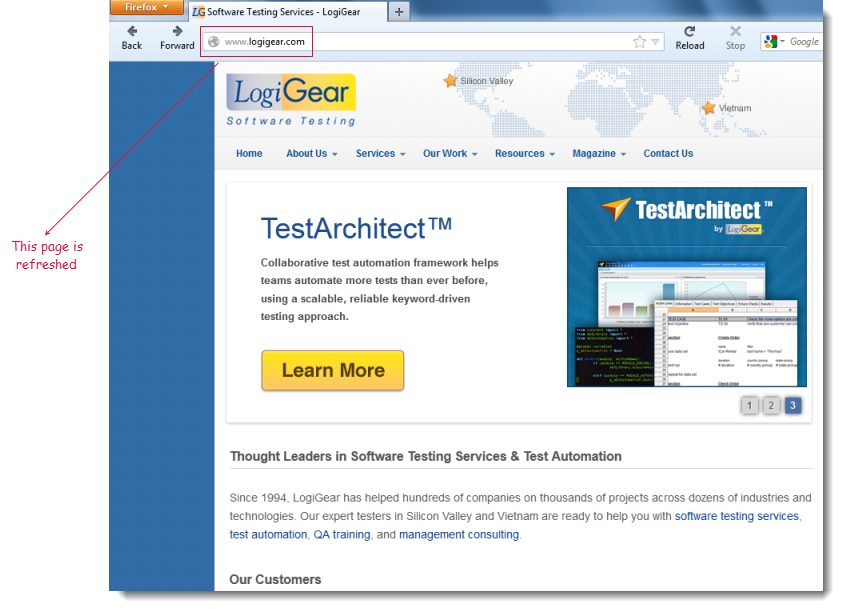 Firefox
LG Software Testing Services - LogiGear
+
Back
Forward
www.logigear.com
Reload
Stop
Google
LogiGear
Software Testing
Silicon Valley
Vietnam
Home
About Us
Services
Our Work
Resources
Magazine
Contact Us
This page is
refreshed
TestArchitect™
Collaborative test automation framework helps
teams automate more tests than ever before,
using a scalable, reliable keyword-driven
testing approach.
Learn More
TestArchitect™
by LogiGear
1 2 3
Thought Leaders in Software Testing Services & Test Automation
Since 1994, LogiGear has helped hundreds of companies on thousands of projects across dozens of industries and
technologies. Our expert testers in Silicon Valley and Vietnam are ready to help you with software testing services,
test automation, QA training, and management consulting.
Our Customers